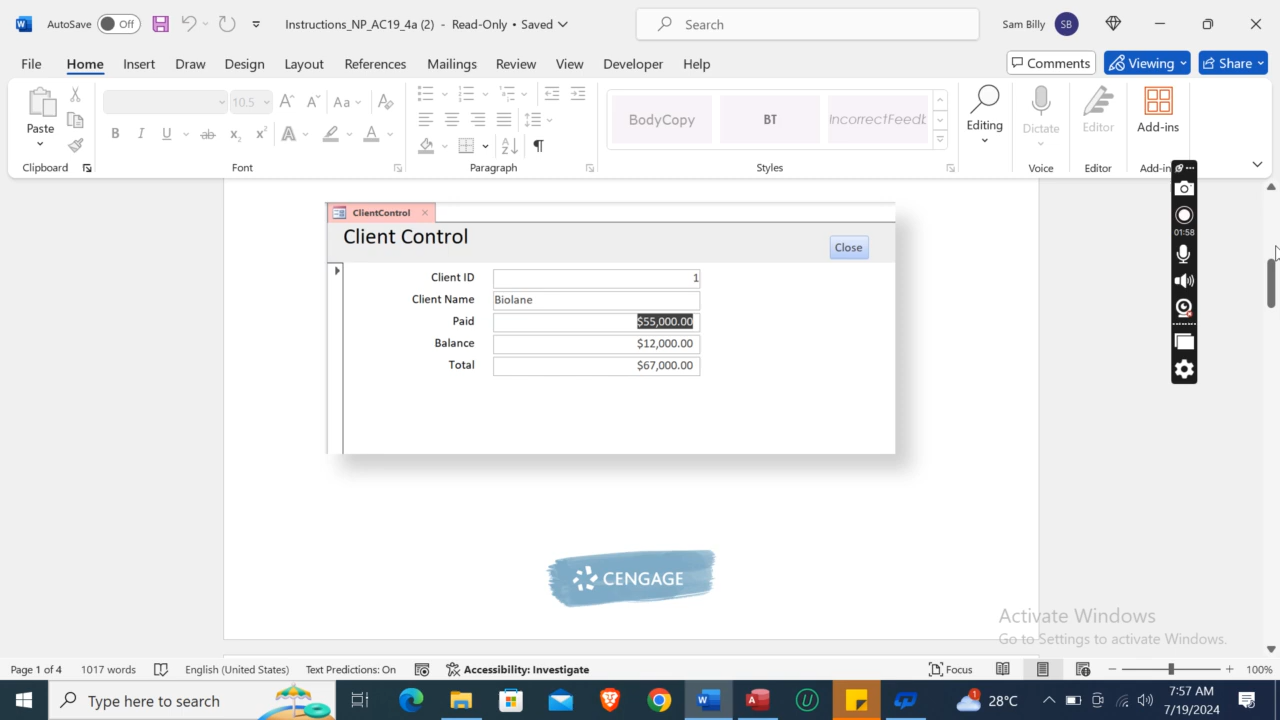 AutoSave Off Instructions_NP_AC19_4a (2) - Read-Only • Saved Search Sam Billy SB
File Home Insert Draw Design Layout References Mailings Review View Developer Help Comments Viewing Share
Paste 10.5 Aa BodyCopy BT IncorrectFeedb Editing Dictate Editor Add-ins
Clipboard Font Paragraph Styles Voice Editor Add-in
01:58
ClientControl
Client Control
Close
Client ID 1
Client Name Biolane
Paid $55,000.00
Balance $12,000.00
Total $67,000.00
CENGAGE
Activate Windows
Go to Settings to activate Windows.
Page 1 of 4 1017 words English (United States) Text Predictions: On Accessibility: Investigate Focus 100%
Type here to search 1 28°C 7:57 AM
7/19/2024